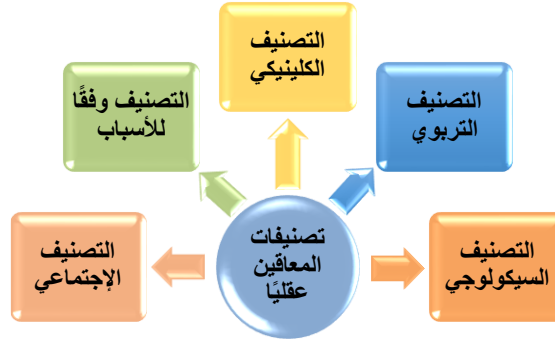 التصنيف
الكلينيكي
التصنيف
التربوي
التصنيف وفقًا
للأسباب
التصنيف
السيكولوجي
تصنيفات
المعاقين
عقليًا
التصنيف
الإجتماعي